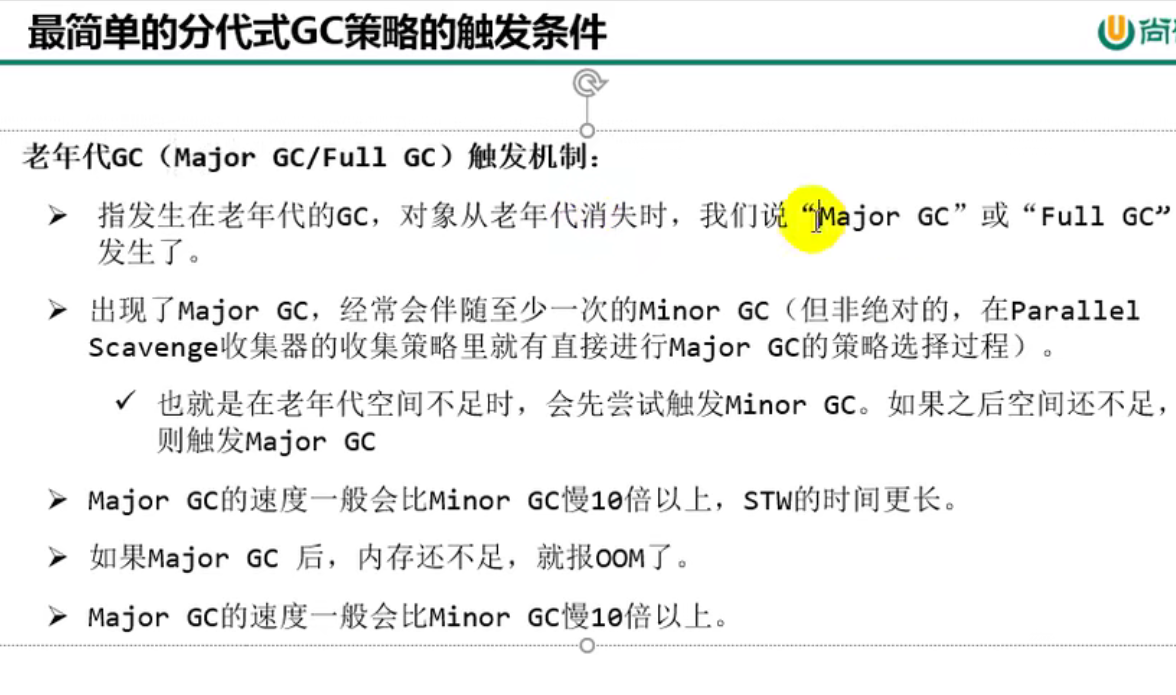 最简单的分代式GC策略的触发条件
尚
老年代GC（Major GC/Full GC）触发机制：
➢ 指发生在老年代的GC，对象从老年代消失时，我们说“Major GC”或“Full GC”
发生了。
➢ 出现了Major GC，经常会伴随至少一次的Minor GC（但非绝对的，在Parallel
Scavenge收集器的收集策略里就有直接进行Major GC的策略选择过程）。
✓ 也就是在老年代空间不足时，会先尝试触发Minor GC。如果之后空间还不足，
则触发Major GC
➢ Major GC的速度一般会比Minor GC慢10倍以上，STW的时间更长。
➢ 如果Major GC 后，内存还不足，就报OOM了。
➢ Major GC的速度一般会比Minor GC慢10倍以上。